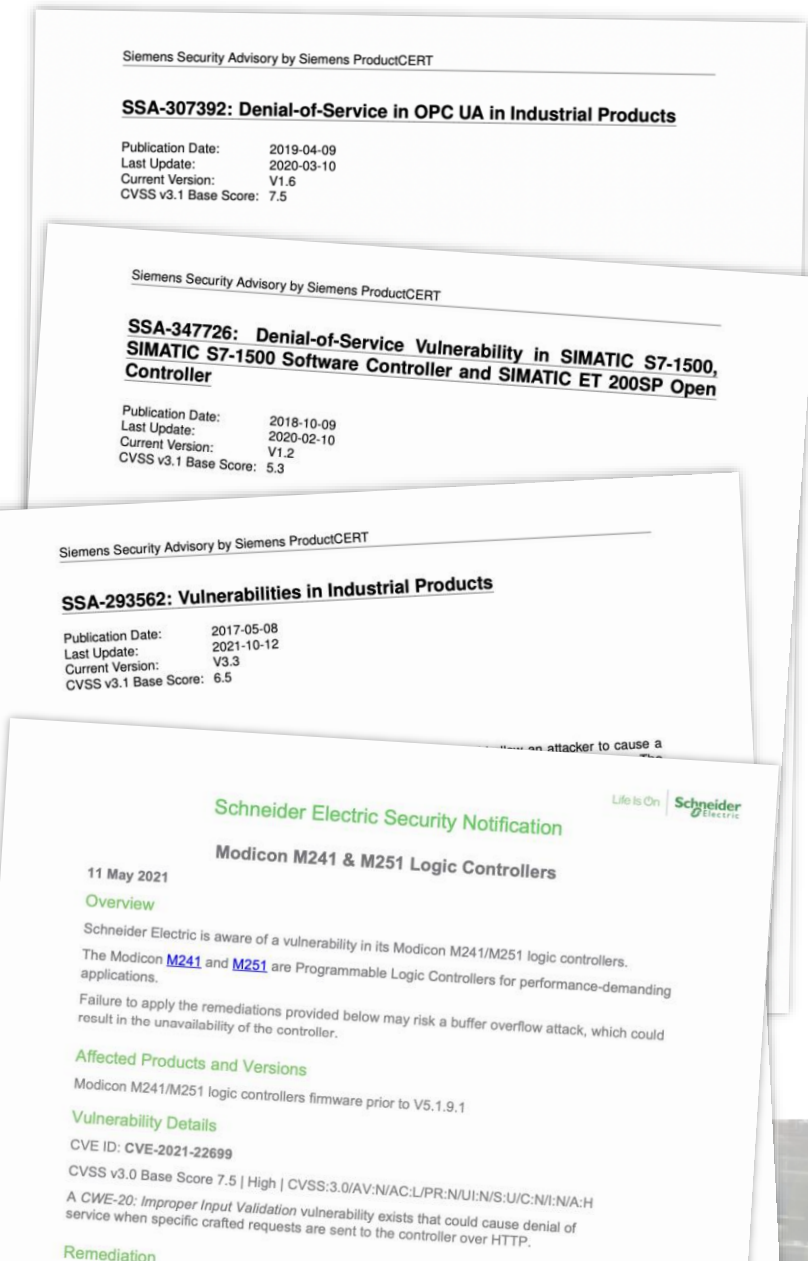 Siemens Security Advisory by Siemens ProductCERT
SSA-307392: Denial-of-Service in OPC UA in Industrial Products
Publication Date: 2019-04-09
Last Update: 2020-03-10
Current Version: V1.6
CVSS v3.1 Base Score: 7.5
Siemens Security Advisory by Siemens ProductCERT
SSA-347726: Denial-of-Service Vulnerability in SIMATIC S7-1500,
SIMATIC S7-1500 Software Controller and SIMATIC ET 200SP Open
Controller
Publication Date: 2018-10-09
Last Update: 2020-02-10
Current Version: V1.2
CVSS v3.1 Base Score: 5.3
Siemens Security Advisory by Siemens ProductCERT
SSA-293562: Vulnerabilities in Industrial Products
Publication Date: 2017-05-08
Last Update: 2021-10-12
Current Version: V3.3
CVSS v3.1 Base Score: 6.5
an attacker to cause a
The
Life Is On Schneider
Electric
Schneider Electric Security Notification
Modicon M241 & M251 Logic Controllers
11 May 2021
Overview
Schneider Electric is aware of a vulnerability in its Modicon M241/M251 logic controllers.
The Modicon M241 and M251 are Programmable Logic Controllers for performance-demanding
applications.
Failure to apply the remediations provided below may risk a buffer overflow attack, which could
result in the unavailability of the controller.
Affected Products and Versions
Modicon M241/M251 logic controllers firmware prior to V5.1.9.1
Vulnerability Details
CVE ID: CVE-2021-22699
CVSS v3.0 Base Score 7.5 | High | CVSS:3.0/AV:N/AC:L/PR:N/UI:N/S:U/C:N/I:N/A:H
A CWE-20: Improper Input Validation vulnerability exists that could cause denial of
service when specific crafted requests are sent to the controller over HTTP.
Remediation